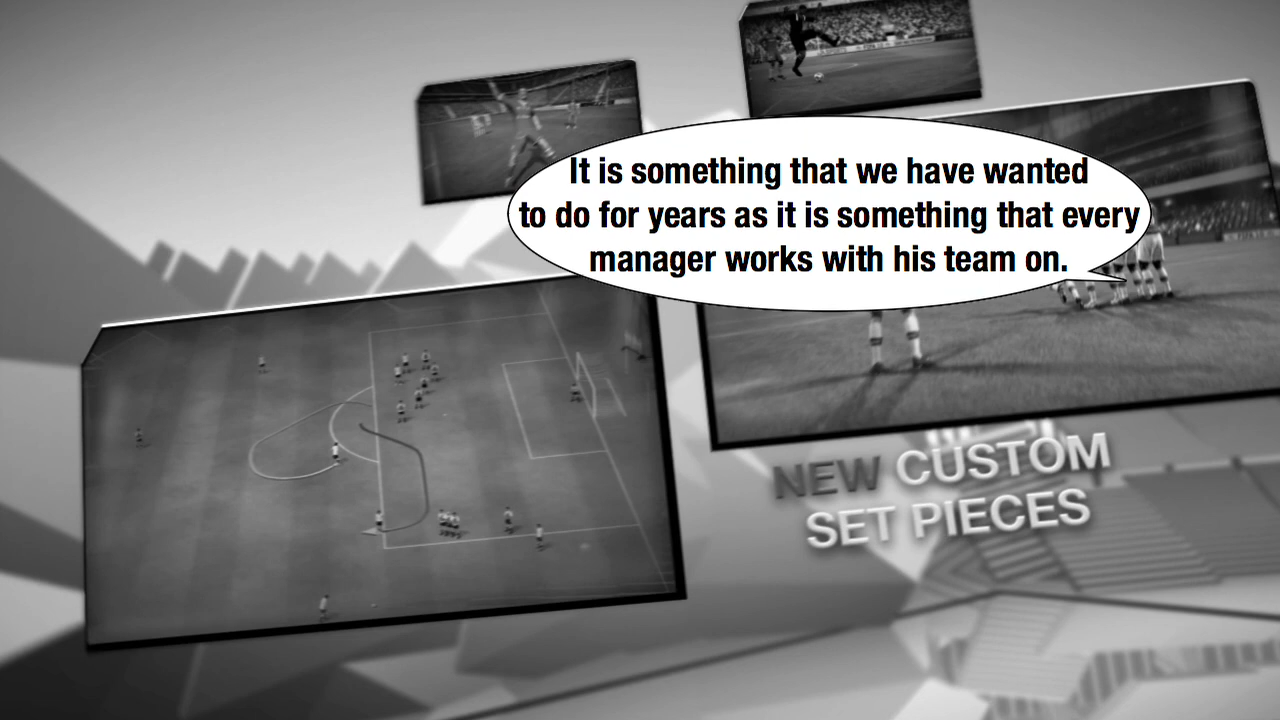 It is something that we have wanted
to do for years as it is something that every
manager works with his team on.
NEW CUSTOM
SET PIECES